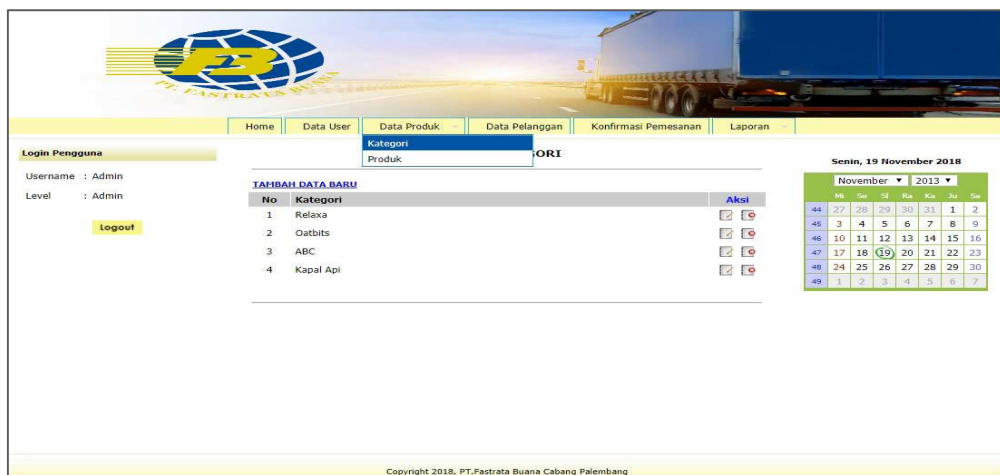 FB
PT. FASTRATA BUANA
Home Data User Data Produk Data Pelanggan Konfirmasi Pemesanan Laporan
Kategori
Produk
GORI
Login Pengguna
Username : Admin
Level : Admin
Logout
TAMBAH DATA BARU
No Kategori Aksi
1 Relaxa
2 Oatbits
3 ABC
4 Kapal Api
Senin, 19 November 2018
November 2013
Mi Se Sl Ra Ka Ju Sa
44 27 28 29 30 31 1 2
45 3 4 5 6 7 8 9
46 10 11 12 13 14 15 16
47 17 18 19 20 21 22 23
48 24 25 26 27 28 29 30
49 1 2 3 4 5 6 7
Copyright 2018, PT.Fastrata Buana Cabang Palembang